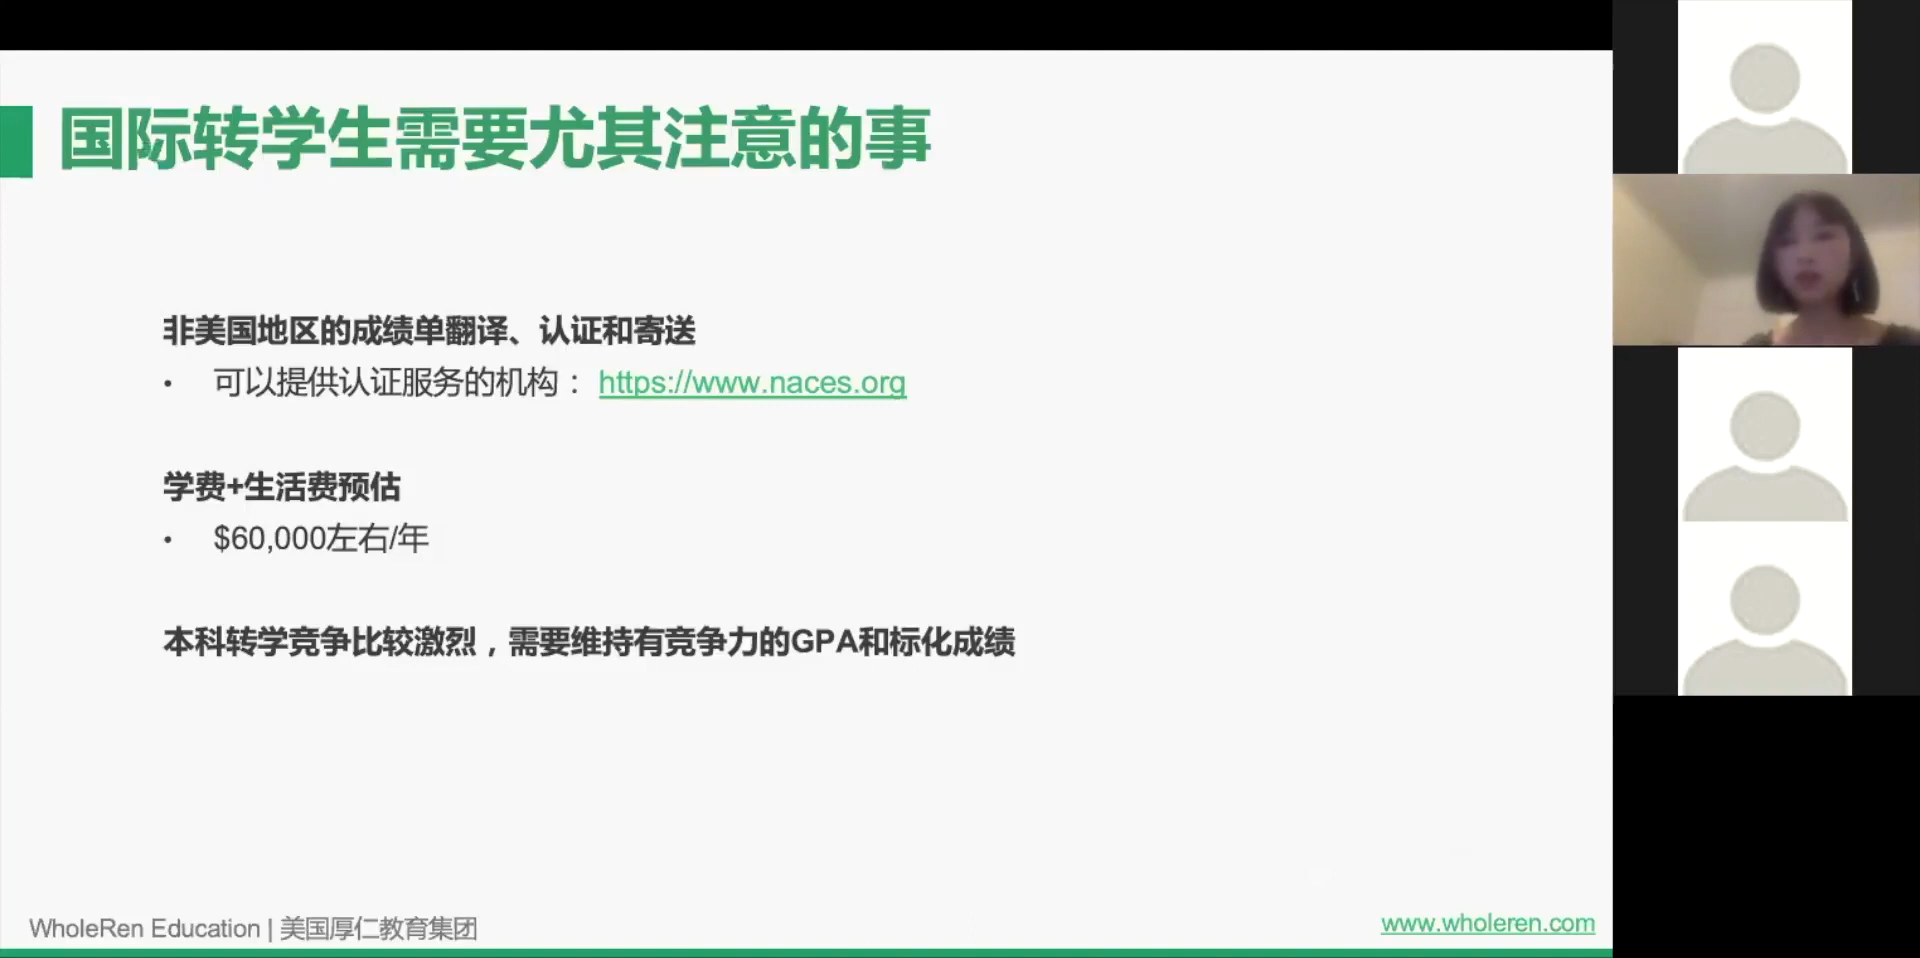 国际转学生需要尤其注意的事
非美国地区的成绩单翻译、认证和寄送
• 可以提供认证服务的机构： https://www.naces.org
学费+生活费预估
• $60,000左右/年
本科转学竞争比较激烈，需要维持有竞争力的GPA和标化成绩
WholeRen Education | 美国厚仁教育集团
www.wholeren.com